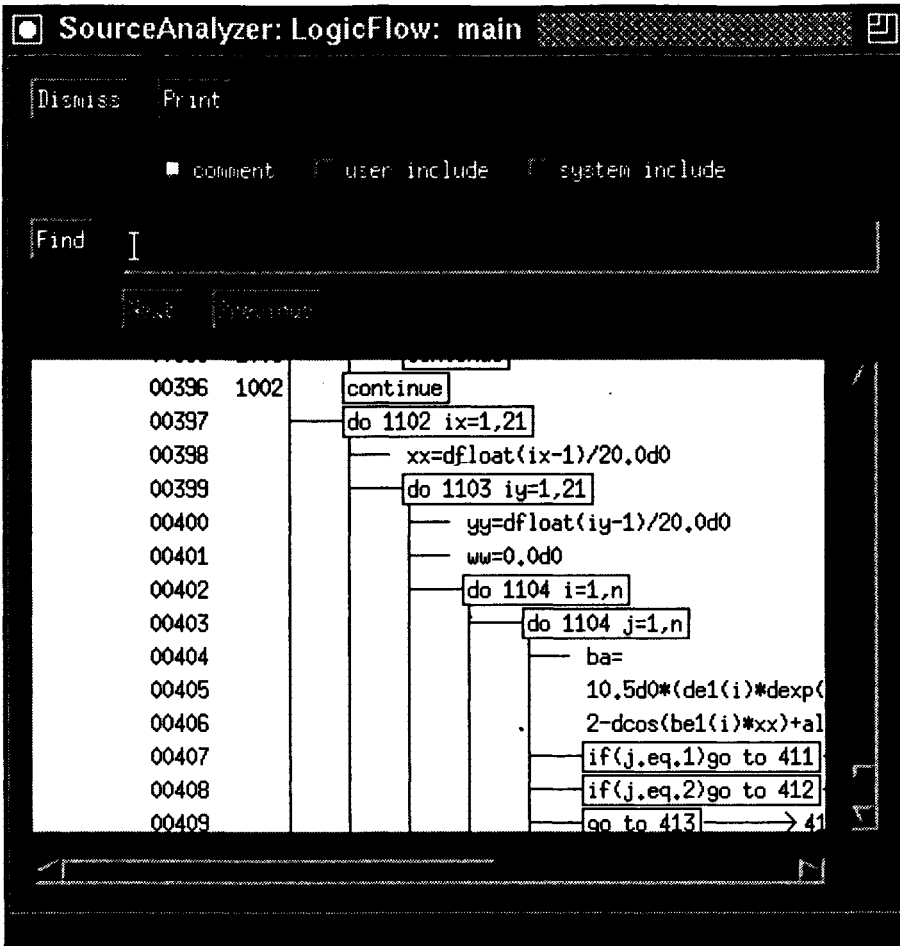 SourceAnalyzer: LogicFlow: main
Dismiss Print
comment user include system include
Find
Next Previous
00396 1002 continue
00397 do 1102 ix=1,21
00398 xx=dfloat(ix-1)/20.0d0
00399 do 1103 iy=1,21
00400 yy=dfloat(iy-1)/20.0d0
00401 ww=0.0d0
00402 do 1104 i=1,n
00403 do 1104 j=1,n
00404 ba=
00405 10.5d0*(de1(i)*dexp(
00406 2-dcos(be1(i)*xx)+al
00407 if(j.eq.1)go to 411
00408 if(j.eq.2)go to 412
00409 go to 413 41